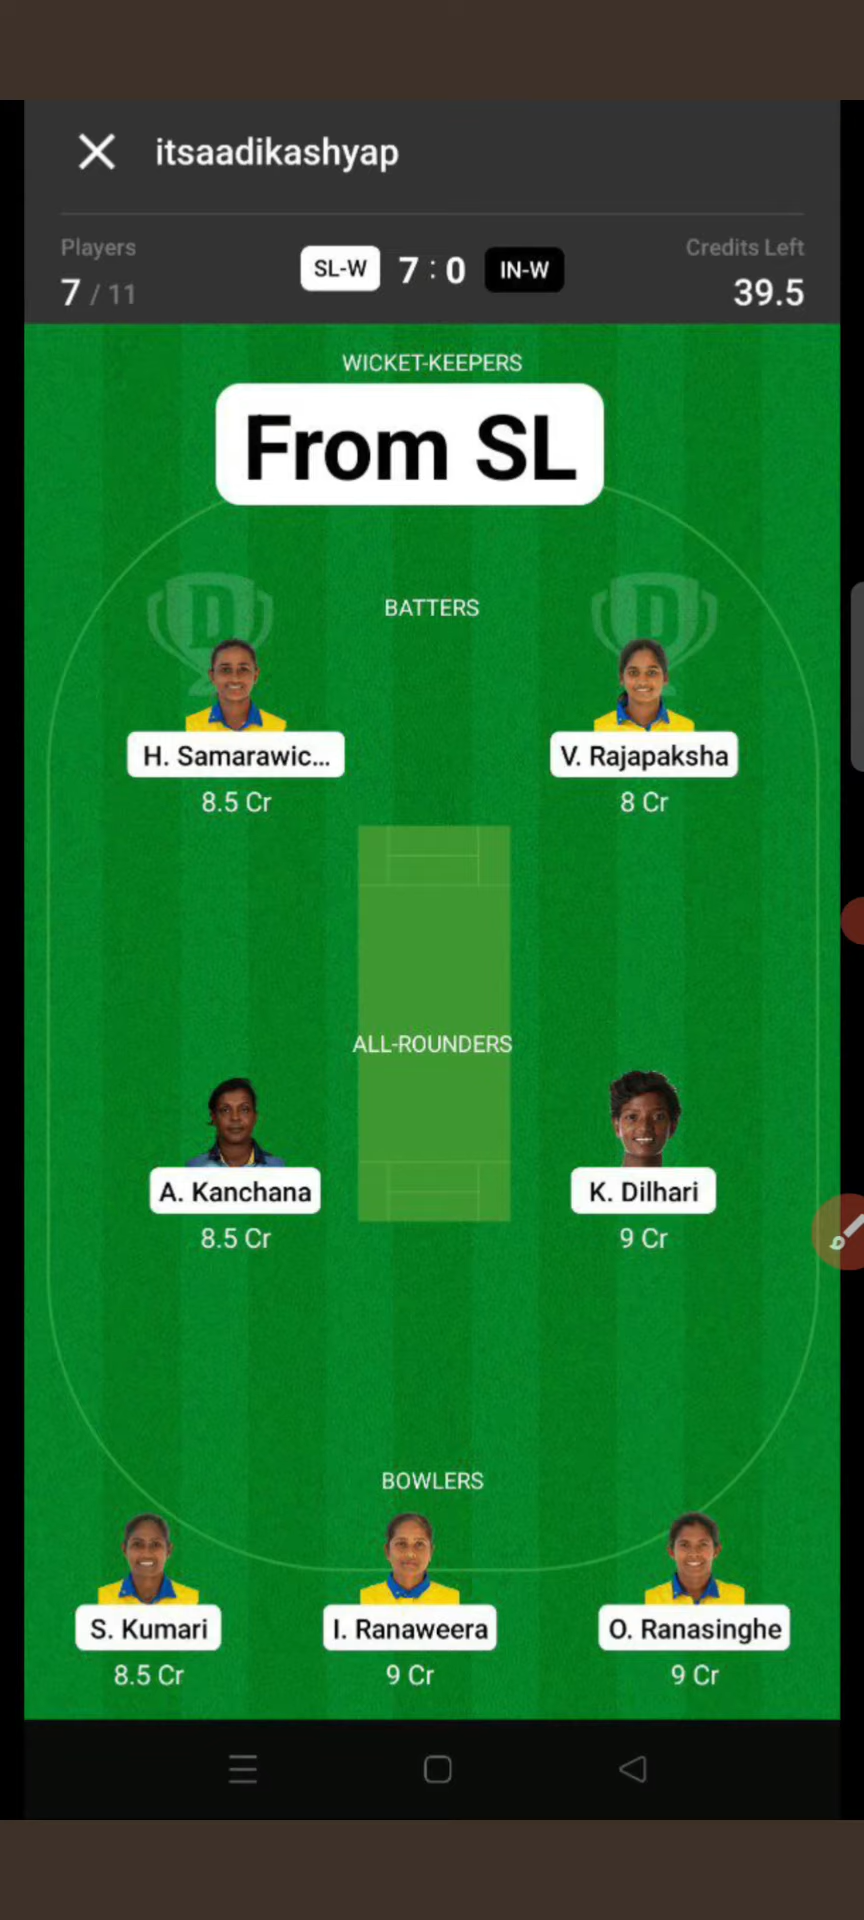 itsaadikashyap
Players
7 / 11
SL-W 7 : 0 IN-W
Credits Left
39.5
WICKET-KEEPERS
From SL
BATTERS
D D
H. Samarawic...
8.5 Cr
V. Rajapaksha
8 Cr
ALL-ROUNDERS
A. Kanchana
8.5 Cr
K. Dilhari
9 Cr
BOWLERS
S. Kumari
8.5 Cr
I. Ranaweera
9 Cr
O. Ranasinghe
9 Cr